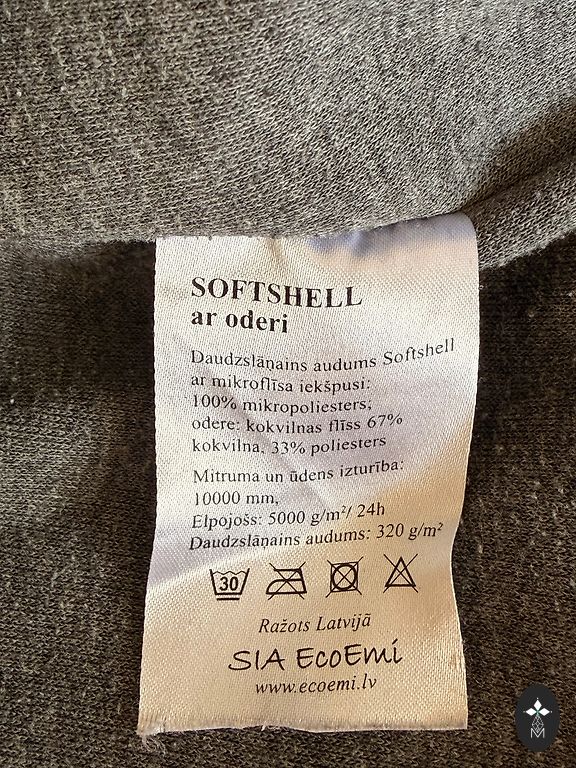 SOFTSHELL
ar oderi
Daudzslāņains audums Softshell
ar mikroflīsa iekšpusi:
100% mikropoliesters;
odere: kokvilnas flīss 67%
kokvilna, 33% poliesters
Mitruma un ūdens izturība:
10000 mm,
Elpojošs: 5000 g/m²/ 24h
Daudzslāņains audums: 320 g/m²
30
Ražots Latvijā
SIA EcoEmi
www.ecoemi.lv